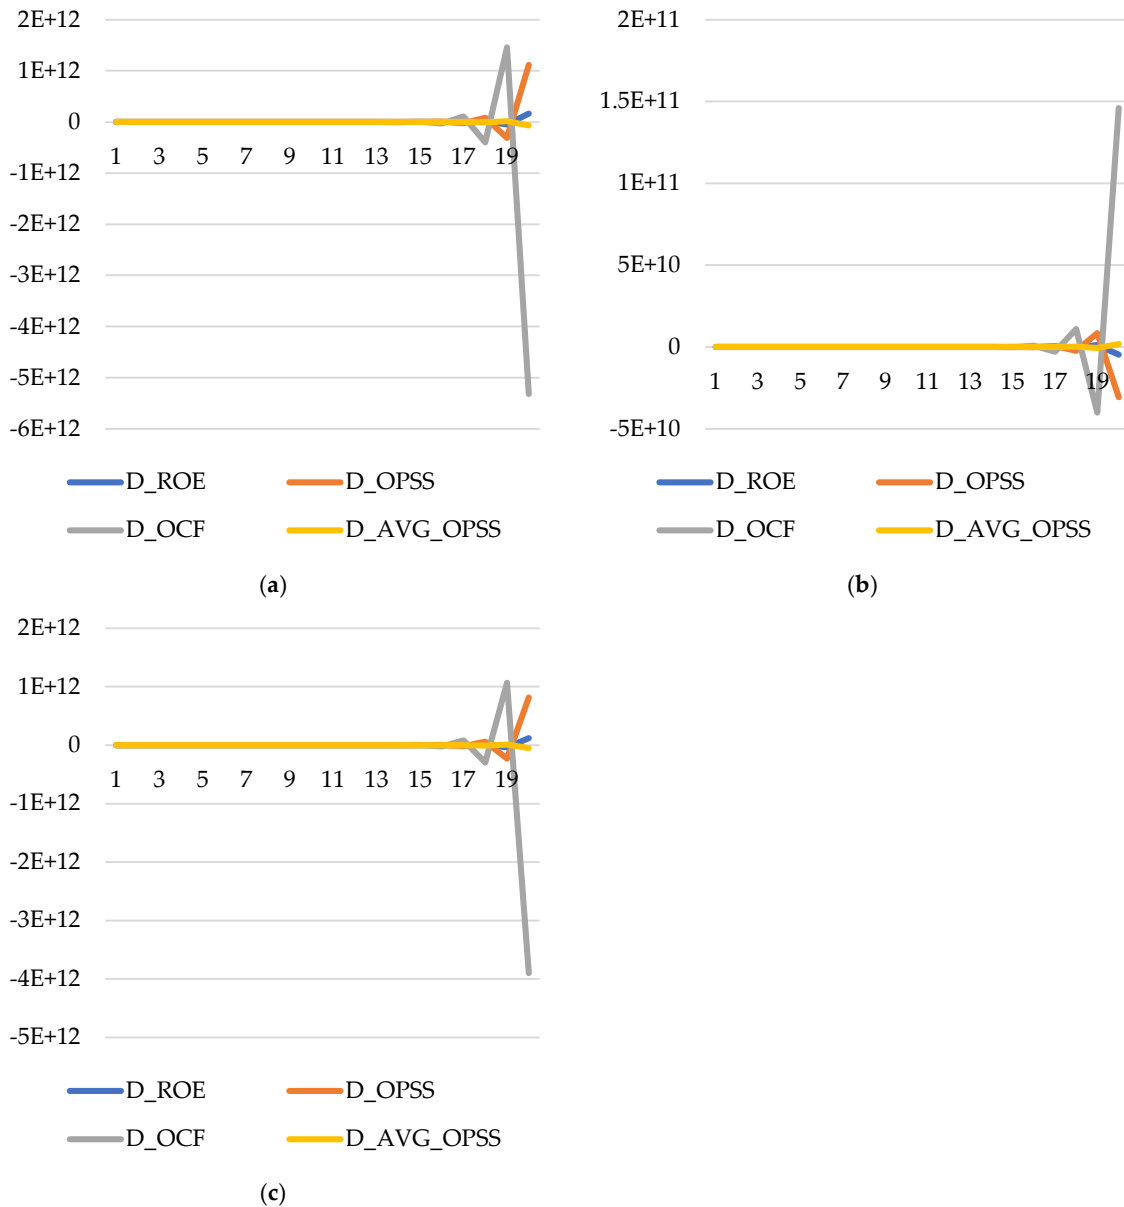 2E+12
1E+12
0
1 3 5 7 9 11 13 15 17 19
-1E+12
-2E+12
-3E+12
-4E+12
-5E+12
-6E+12
D_ROE D_OPSS
D_OCF D_AVG_OPSS
(a)
2E+11
1.5E+11
1E+11
5E+10
0
1 3 5 7 9 11 13 15 17 19
-5E+10
D_ROE D_OPSS
D_OCF D_AVG_OPSS
(b)
2E+12
1E+12
0
1 3 5 7 9 11 13 15 17 19
-1E+12
-2E+12
-3E+12
-4E+12
-5E+12
D_ROE D_OPSS
D_OCF D_AVG_OPSS
(c)